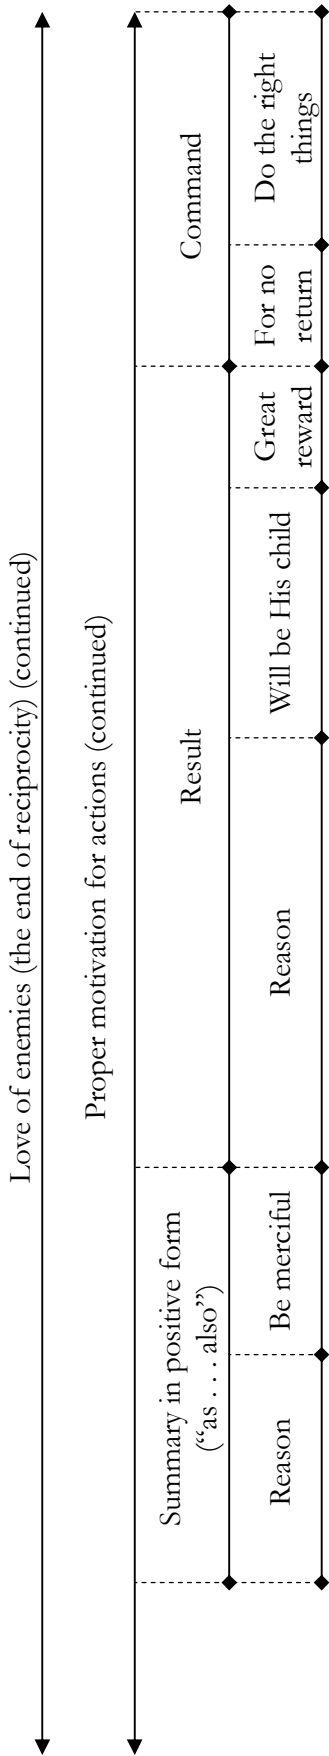 Love of enemies (the end of reciprocity) (continued)
Proper motivation for actions (continued)
Summary in positive form
(“as . . . also”)
Result
Command
Reason
Be merciful
Reason
Will be His child
Great
reward
For no
return
Do the right
things